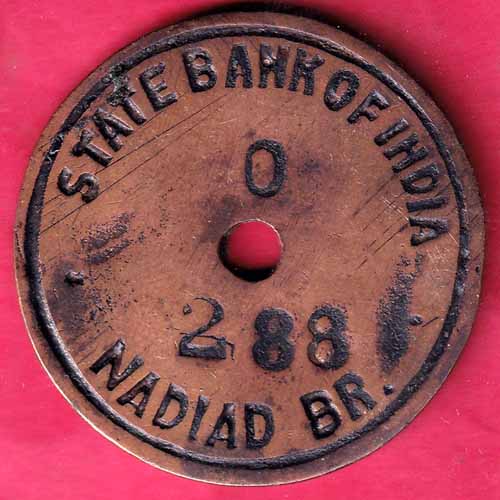 STATE BANK OF INDIA
O
288
NADIAD BR.